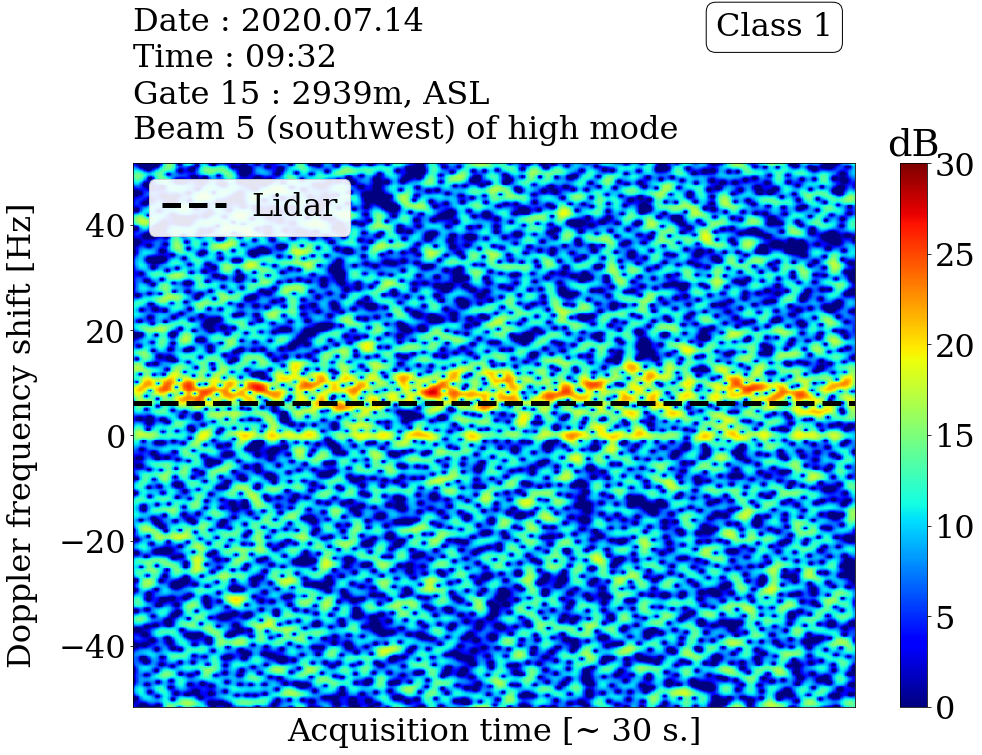 Date : 2020.07.14
Time : 09:32
Gate 15 : 2939m, ASL
Beam 5 (southwest) of high mode
Class 1
dB
Lidar
Doppler frequency shift [Hz]
40
20
0
−20
−40
30
25
20
15
10
5
0
Acquisition time [~ 30 s.]